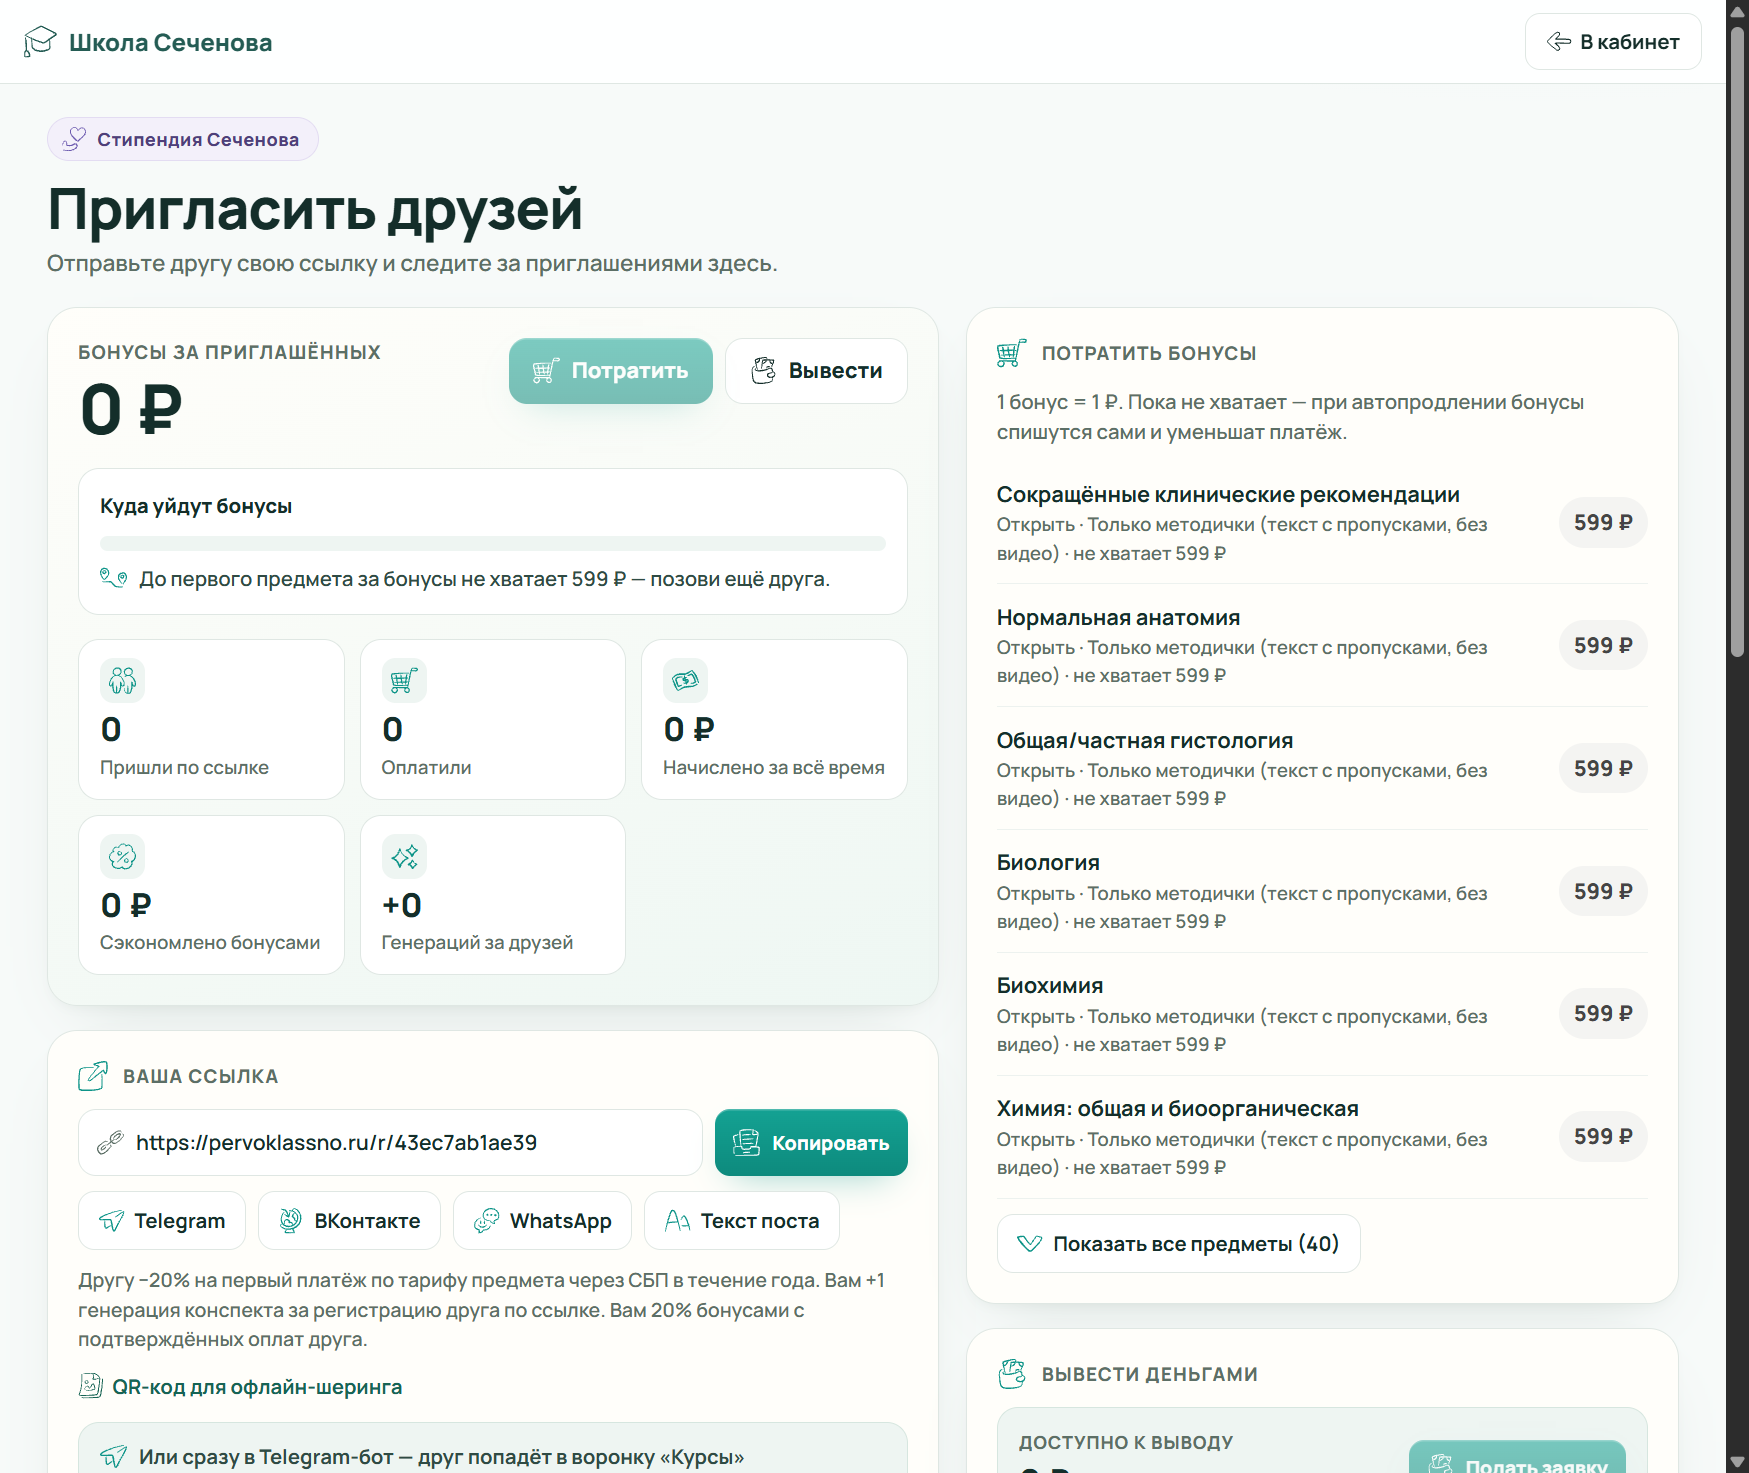 Школа Сеченова
В кабинет
Стипендия Сеченова
Пригласить друзей
Отправьте другу свою ссылку и следите за приглашениями здесь.
БОНУСЫ ЗА ПРИГЛАШЁННЫХ
0 ₽
Потратить
Вывести
Куда уйдут бонусы
До первого предмета за бонусы не хватает 599 ₽ — позови ещё друга.
0
Пришли по ссылке
0
Оплатили
0 ₽
Начислено за всё время
0 ₽
Сэкономлено бонусами
+0
Генераций за друзей
ВАША ССЫЛКА
https://pervoklassno.ru/r/43ec7ab1ae39
Копировать
Telegram
ВКонтакте
WhatsApp
Текст поста
Другу −20% на первый платёж по тарифу предмета через СБП в течение года. Вам +1
генерация конспекта за регистрацию друга по ссылке. Вам 20% бонусами с
подтверждённых оплат друга.
QR-код для офлайн-шеринга
Или сразу в Telegram-бот — друг попадёт в воронку «Курсы»
ПОТРАТИТЬ БОНУСЫ
1 бонус = 1 ₽. Пока не хватает — при автопродлении бонусы
спишутся сами и уменьшат платёж.
Сокращённые клинические рекомендации
Открыть · Только методички (текст с пропусками, без
видео) · не хватает 599 ₽
599 ₽
Нормальная анатомия
Открыть · Только методички (текст с пропусками, без
видео) · не хватает 599 ₽
599 ₽
Общая/частная гистология
Открыть · Только методички (текст с пропусками, без
видео) · не хватает 599 ₽
599 ₽
Биология
Открыть · Только методички (текст с пропусками, без
видео) · не хватает 599 ₽
599 ₽
Биохимия
Открыть · Только методички (текст с пропусками, без
видео) · не хватает 599 ₽
599 ₽
Химия: общая и биоорганическая
Открыть · Только методички (текст с пропусками, без
видео) · не хватает 599 ₽
599 ₽
Показать все предметы (40)
ВЫВЕСТИ ДЕНЬГАМИ
ДОСТУПНО К ВЫВОДУ
Подать заявку